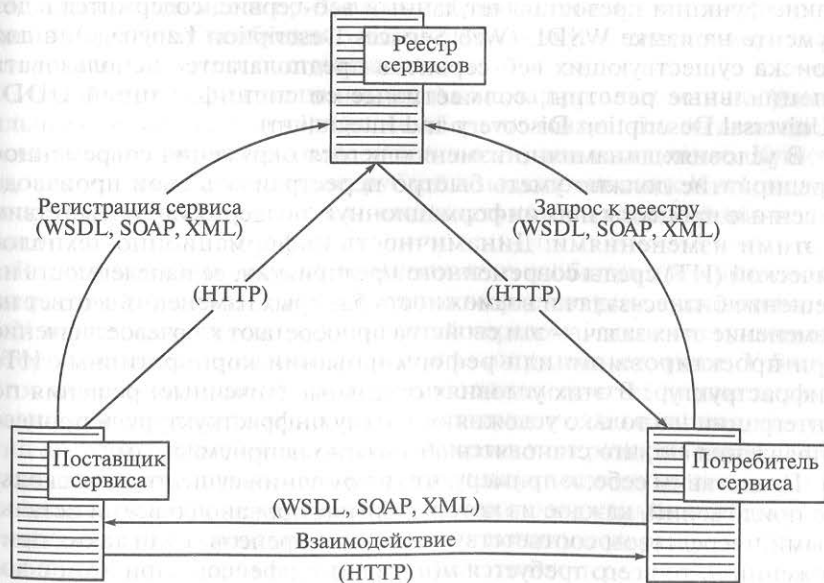 Реестр
сервисов
Регистрация сервиса
(WSDL, SOAP, XML)
Запрос к реестру
(WSDL, SOAP, XML)
(HTTP)
(HTTP)
Поставщик
сервиса
Потребитель
сервиса
(WSDL, SOAP, XML)
Взаимодействие
(HTTP)